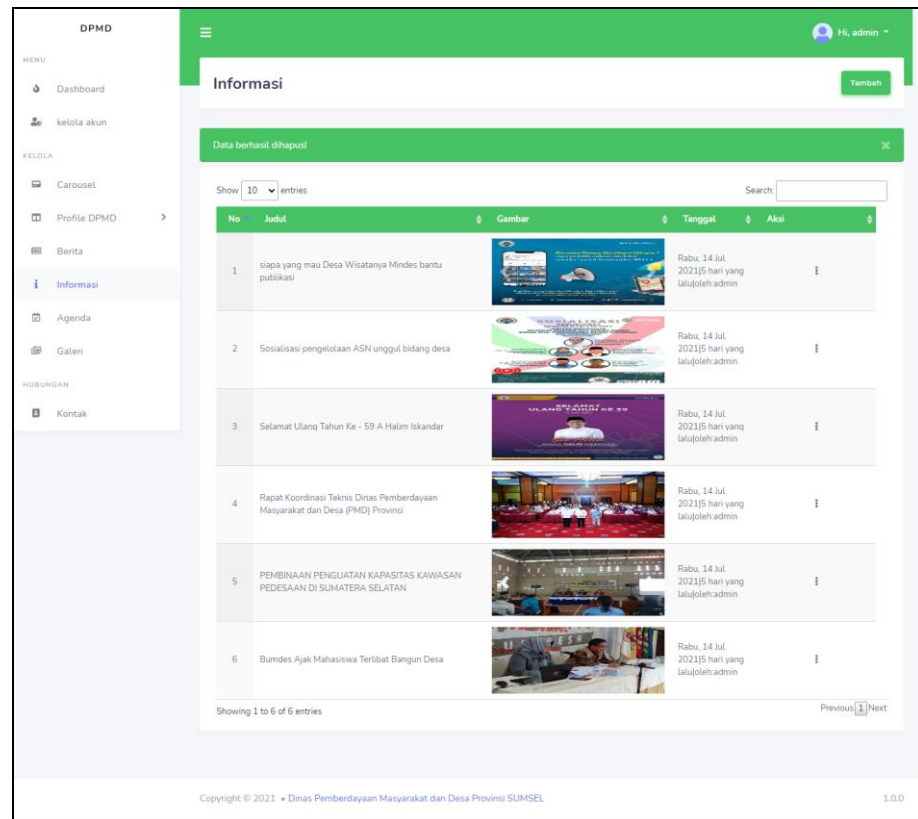 DPMD
Hi, admin
MENU
Dashboard
kelola akun
KELOLA
Carousel
Profile DPMD
Berita
Informasi
Agenda
Galeri
HUBUNGAN
Kontak
Informasi
Tambah
Data berhasil dihapus!
Show 10 entries
Search:
No Judul Gambar Tanggal Aksi
1
siapa yang mau Desa Wisatanya Mindes bantu
publikasi
Rabu, 14 Jul
2021|5 hari yang
lalu|oleh:admin
2
Sosialisasi pengelolaan ASN unggul bidang desa
SOSIALISASI
Rabu, 14 Jul
2021|5 hari yang
lalu|oleh:admin
3
Selamat Ulang Tahun Ke - 59 A Halim Iskandar
SELAMAT
ULANG TAHUN KE 59
Rabu, 14 Jul
2021|5 hari yang
lalu|oleh:admin
4
Rapat Koordinasi Teknis Dinas Pemberdayaan
Masyarakat dan Desa (PMD) Provinsi
Rabu, 14 Jul
2021|5 hari yang
lalu|oleh:admin
5
PEMBINAAN PENGUATAN KAPASITAS KAWASAN
PEDESAAN DI SUMATERA SELATAN
Rabu, 14 Jul
2021|5 hari yang
lalu|oleh:admin
6
Bumdes Ajak Mahasiswa Terlibat Bangun Desa
Rabu, 14 Jul
2021|5 hari yang
lalu|oleh:admin
Showing 1 to 6 of 6 entries
Previous 1 Next
Copyright © 2021 • Dinas Pemberdayaan Masyarakat dan Desa Provinsi SUMSEL
1.0.0